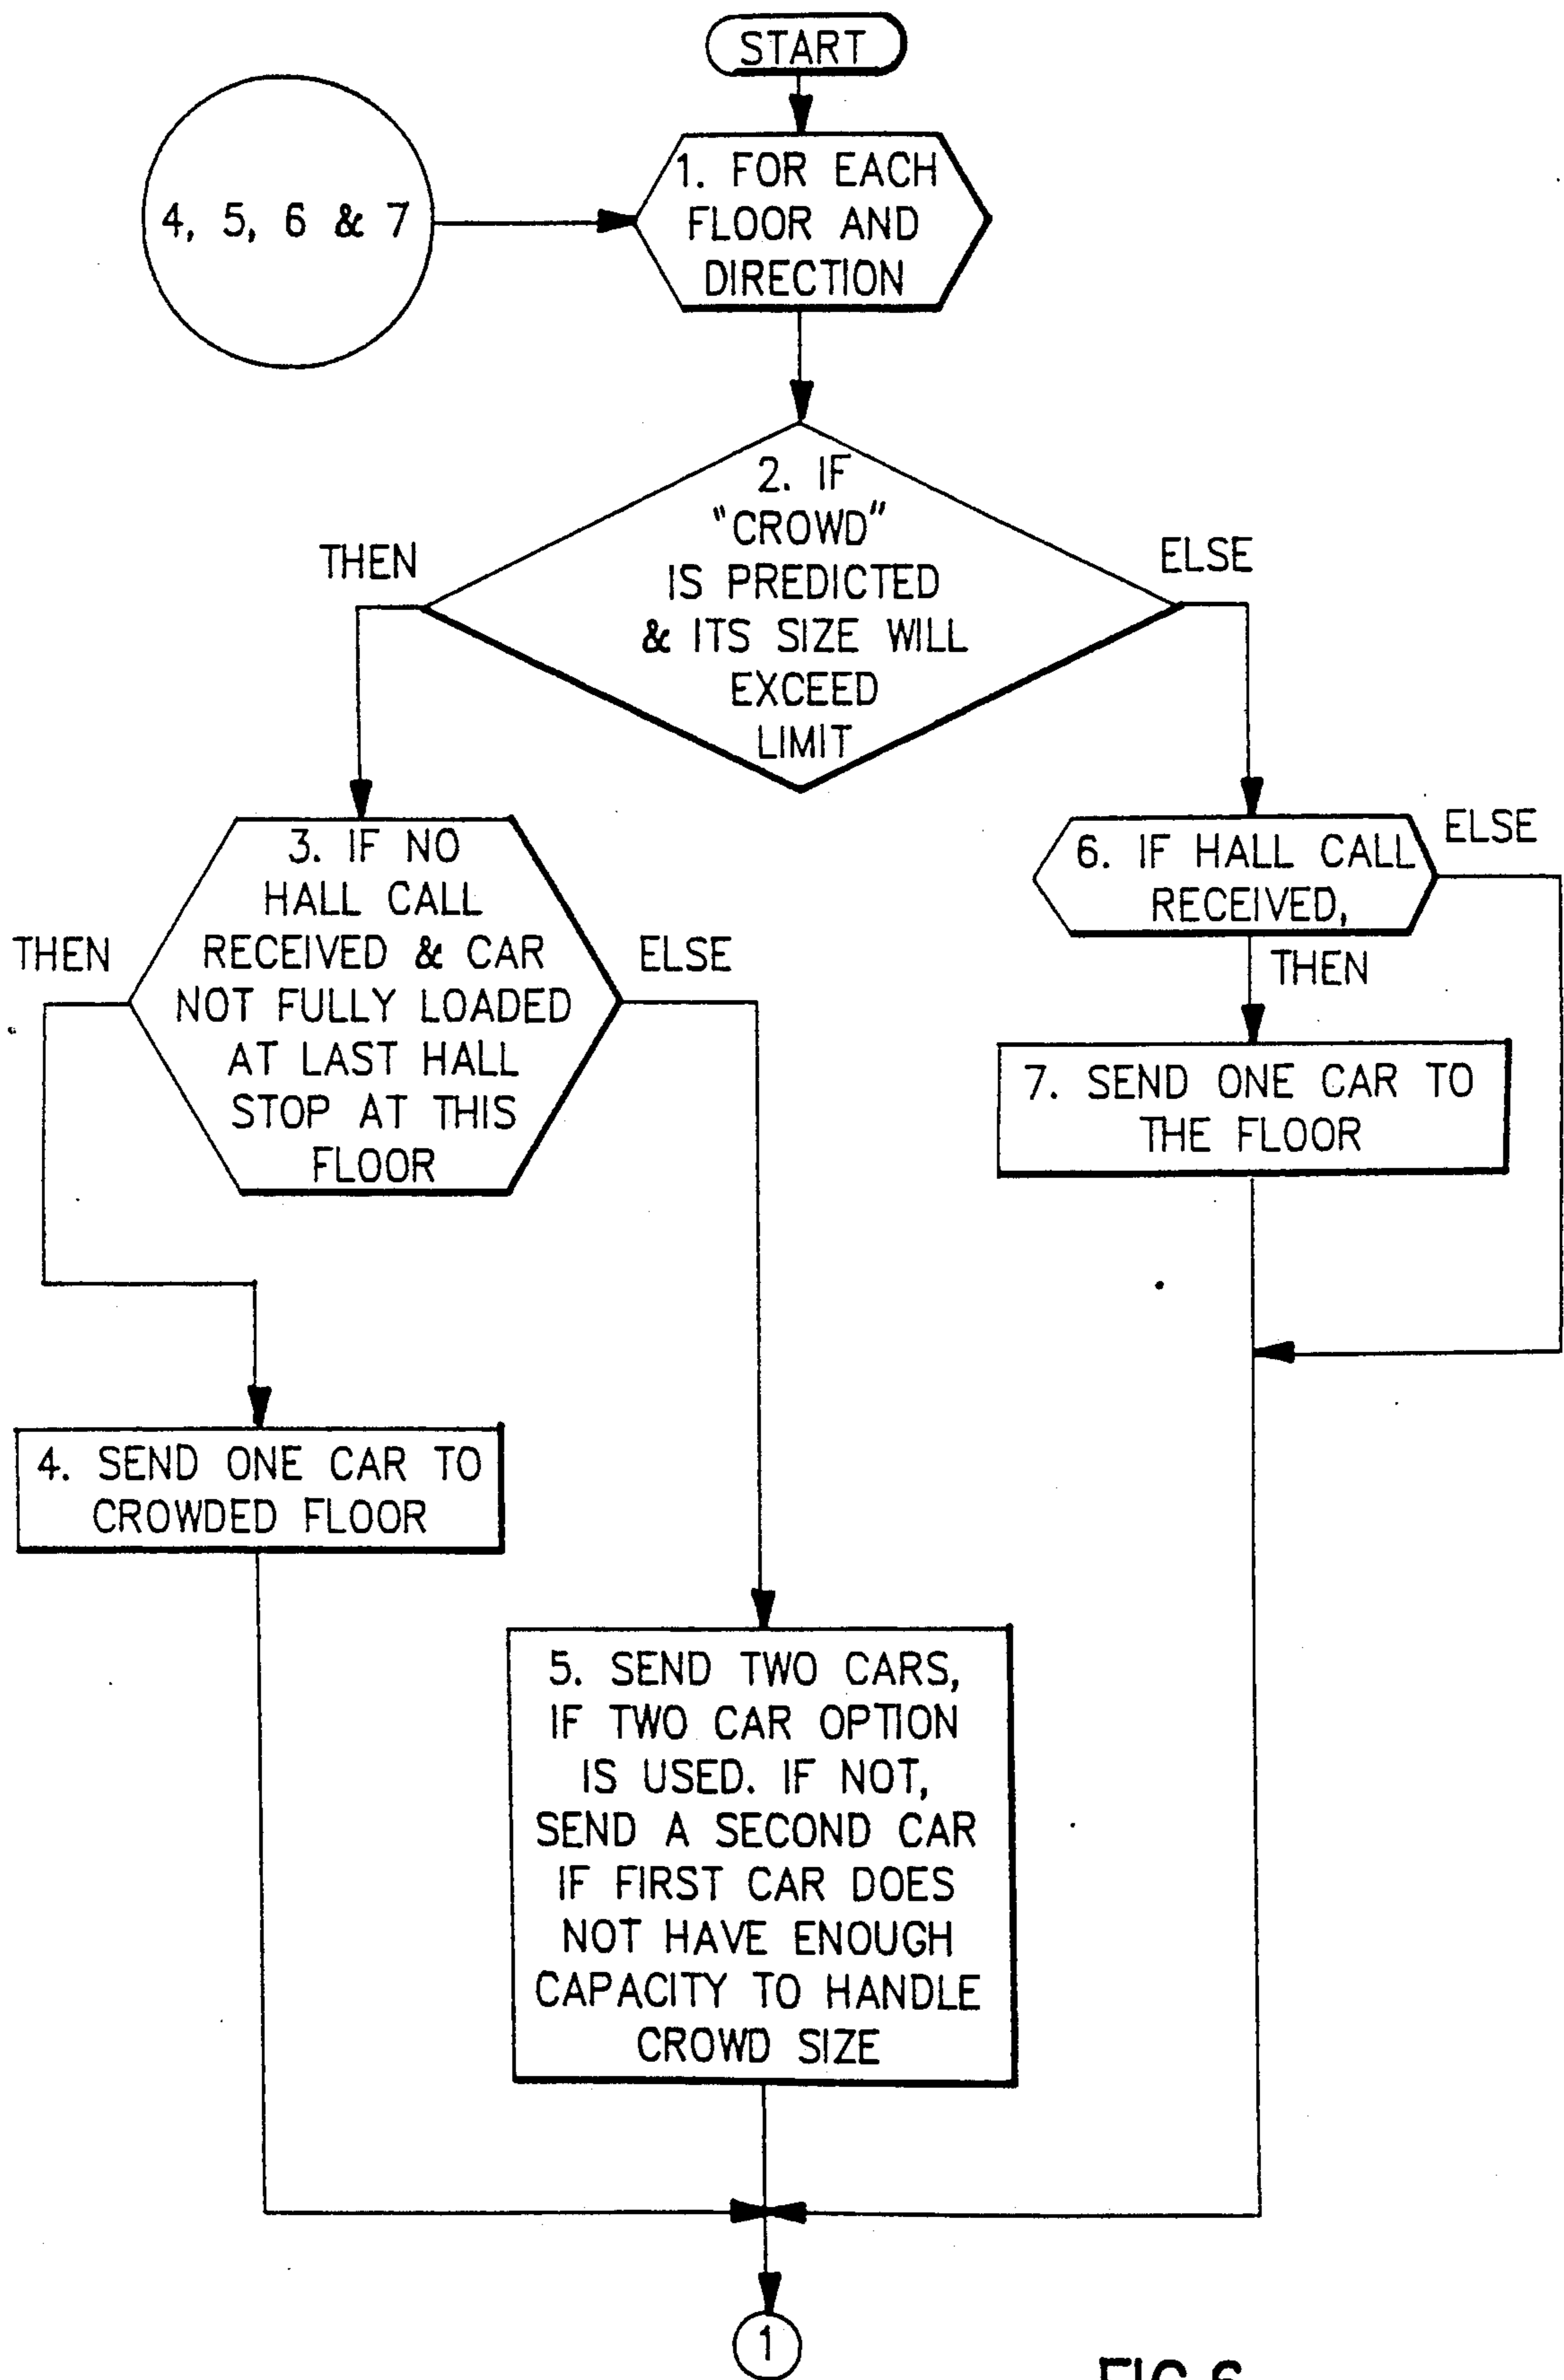 START
4, 5, 6 & 7
1. FOR EACH
FLOOR AND
DIRECTION
2. IF
"CROWD"
IS PREDICTED
& ITS SIZE WILL
EXCEED
LIMIT
THEN
ELSE
3. IF NO
HALL CALL
RECEIVED & CAR
NOT FULLY LOADED
AT LAST HALL
STOP AT THIS
FLOOR
THEN
ELSE
6. IF HALL CALL
RECEIVED,
ELSE
THEN
7. SEND ONE CAR TO
THE FLOOR
4. SEND ONE CAR TO
CROWDED FLOOR
5. SEND TWO CARS,
IF TWO CAR OPTION
IS USED. IF NOT,
SEND A SECOND CAR
IF FIRST CAR DOES
NOT HAVE ENOUGH
CAPACITY TO HANDLE
CROWD SIZE
1
FIG. 6